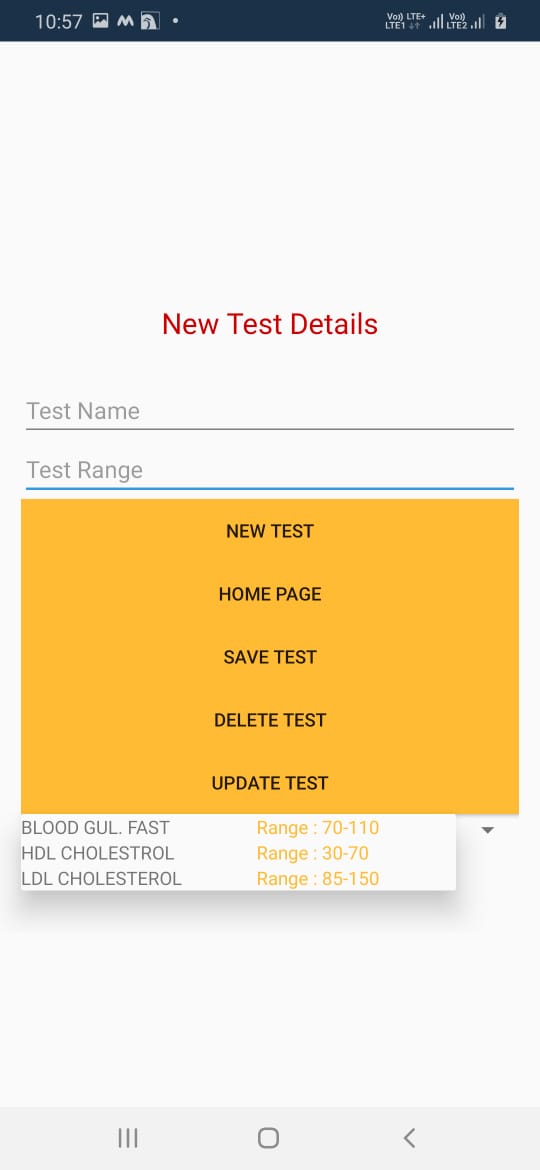 10:57
Vo) LTE+ Vo)
LTE1 LTE2
New Test Details
Test Name
Test Range
NEW TEST
HOME PAGE
SAVE TEST
DELETE TEST
UPDATE TEST
BLOOD GUL. FAST Range : 70-110
HDL CHOLESTROL Range : 30-70
LDL CHOLESTEROL Range : 85-150